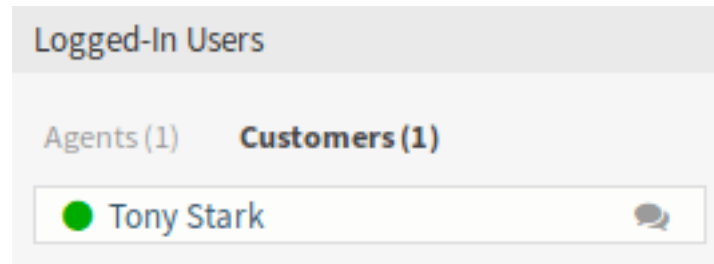 Logged-In Users
Agents (1) Customers (1)
Tony Stark